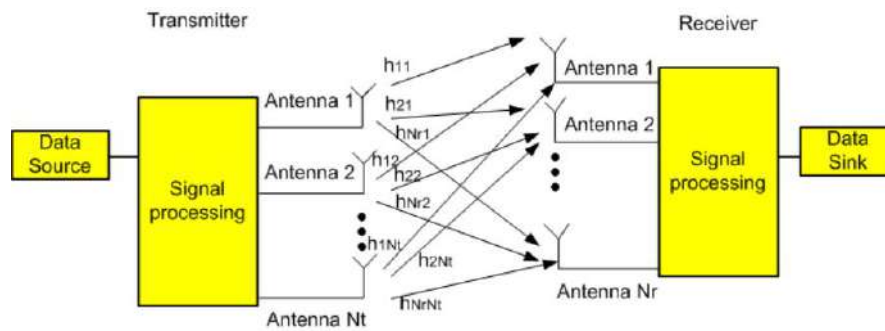 Transmitter
Receiver
h11
Antenna 1
Antenna 1
h21
Antenna 2
hNr1
Data
Source
Data
Sink
h12
Antenna 2
h22
Signal
processing
Signal
processing
hNr2
h1Nt
h2Nt
Antenna Nr
hNrNt
Antenna Nt